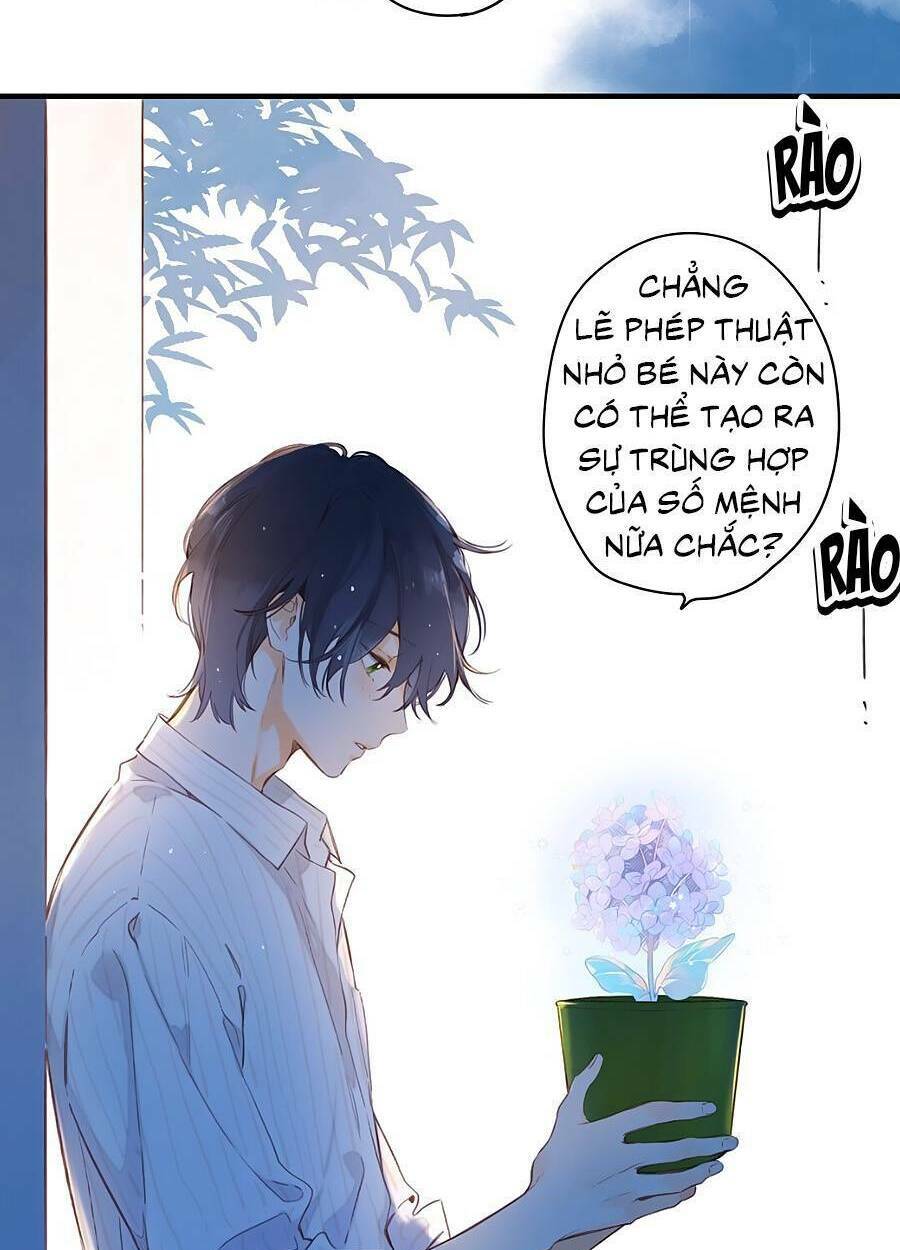 RÀO
CHẲNG
LẼ PHÉP THUẬT
NHỎ BÉ NÀY CÒN
CÓ THỂ TẠO RA
SỰ TRÙNG HỢP
CỦA SỐ MỆNH
NỮA CHẮC?
RÀO